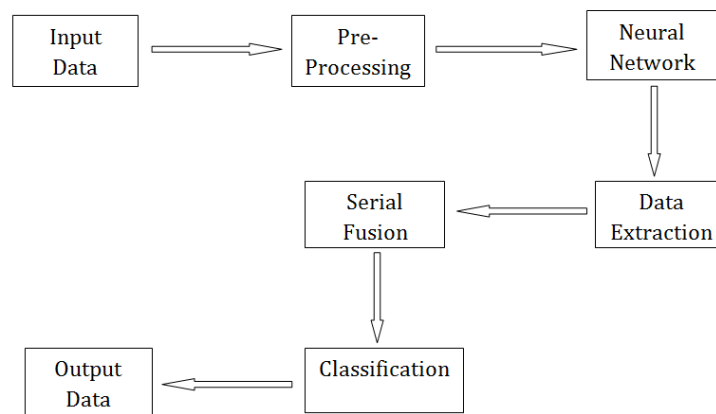 Input
Data
Pre-
Processing
Neural
Network
Data
Extraction
Serial
Fusion
Classification
Output
Data